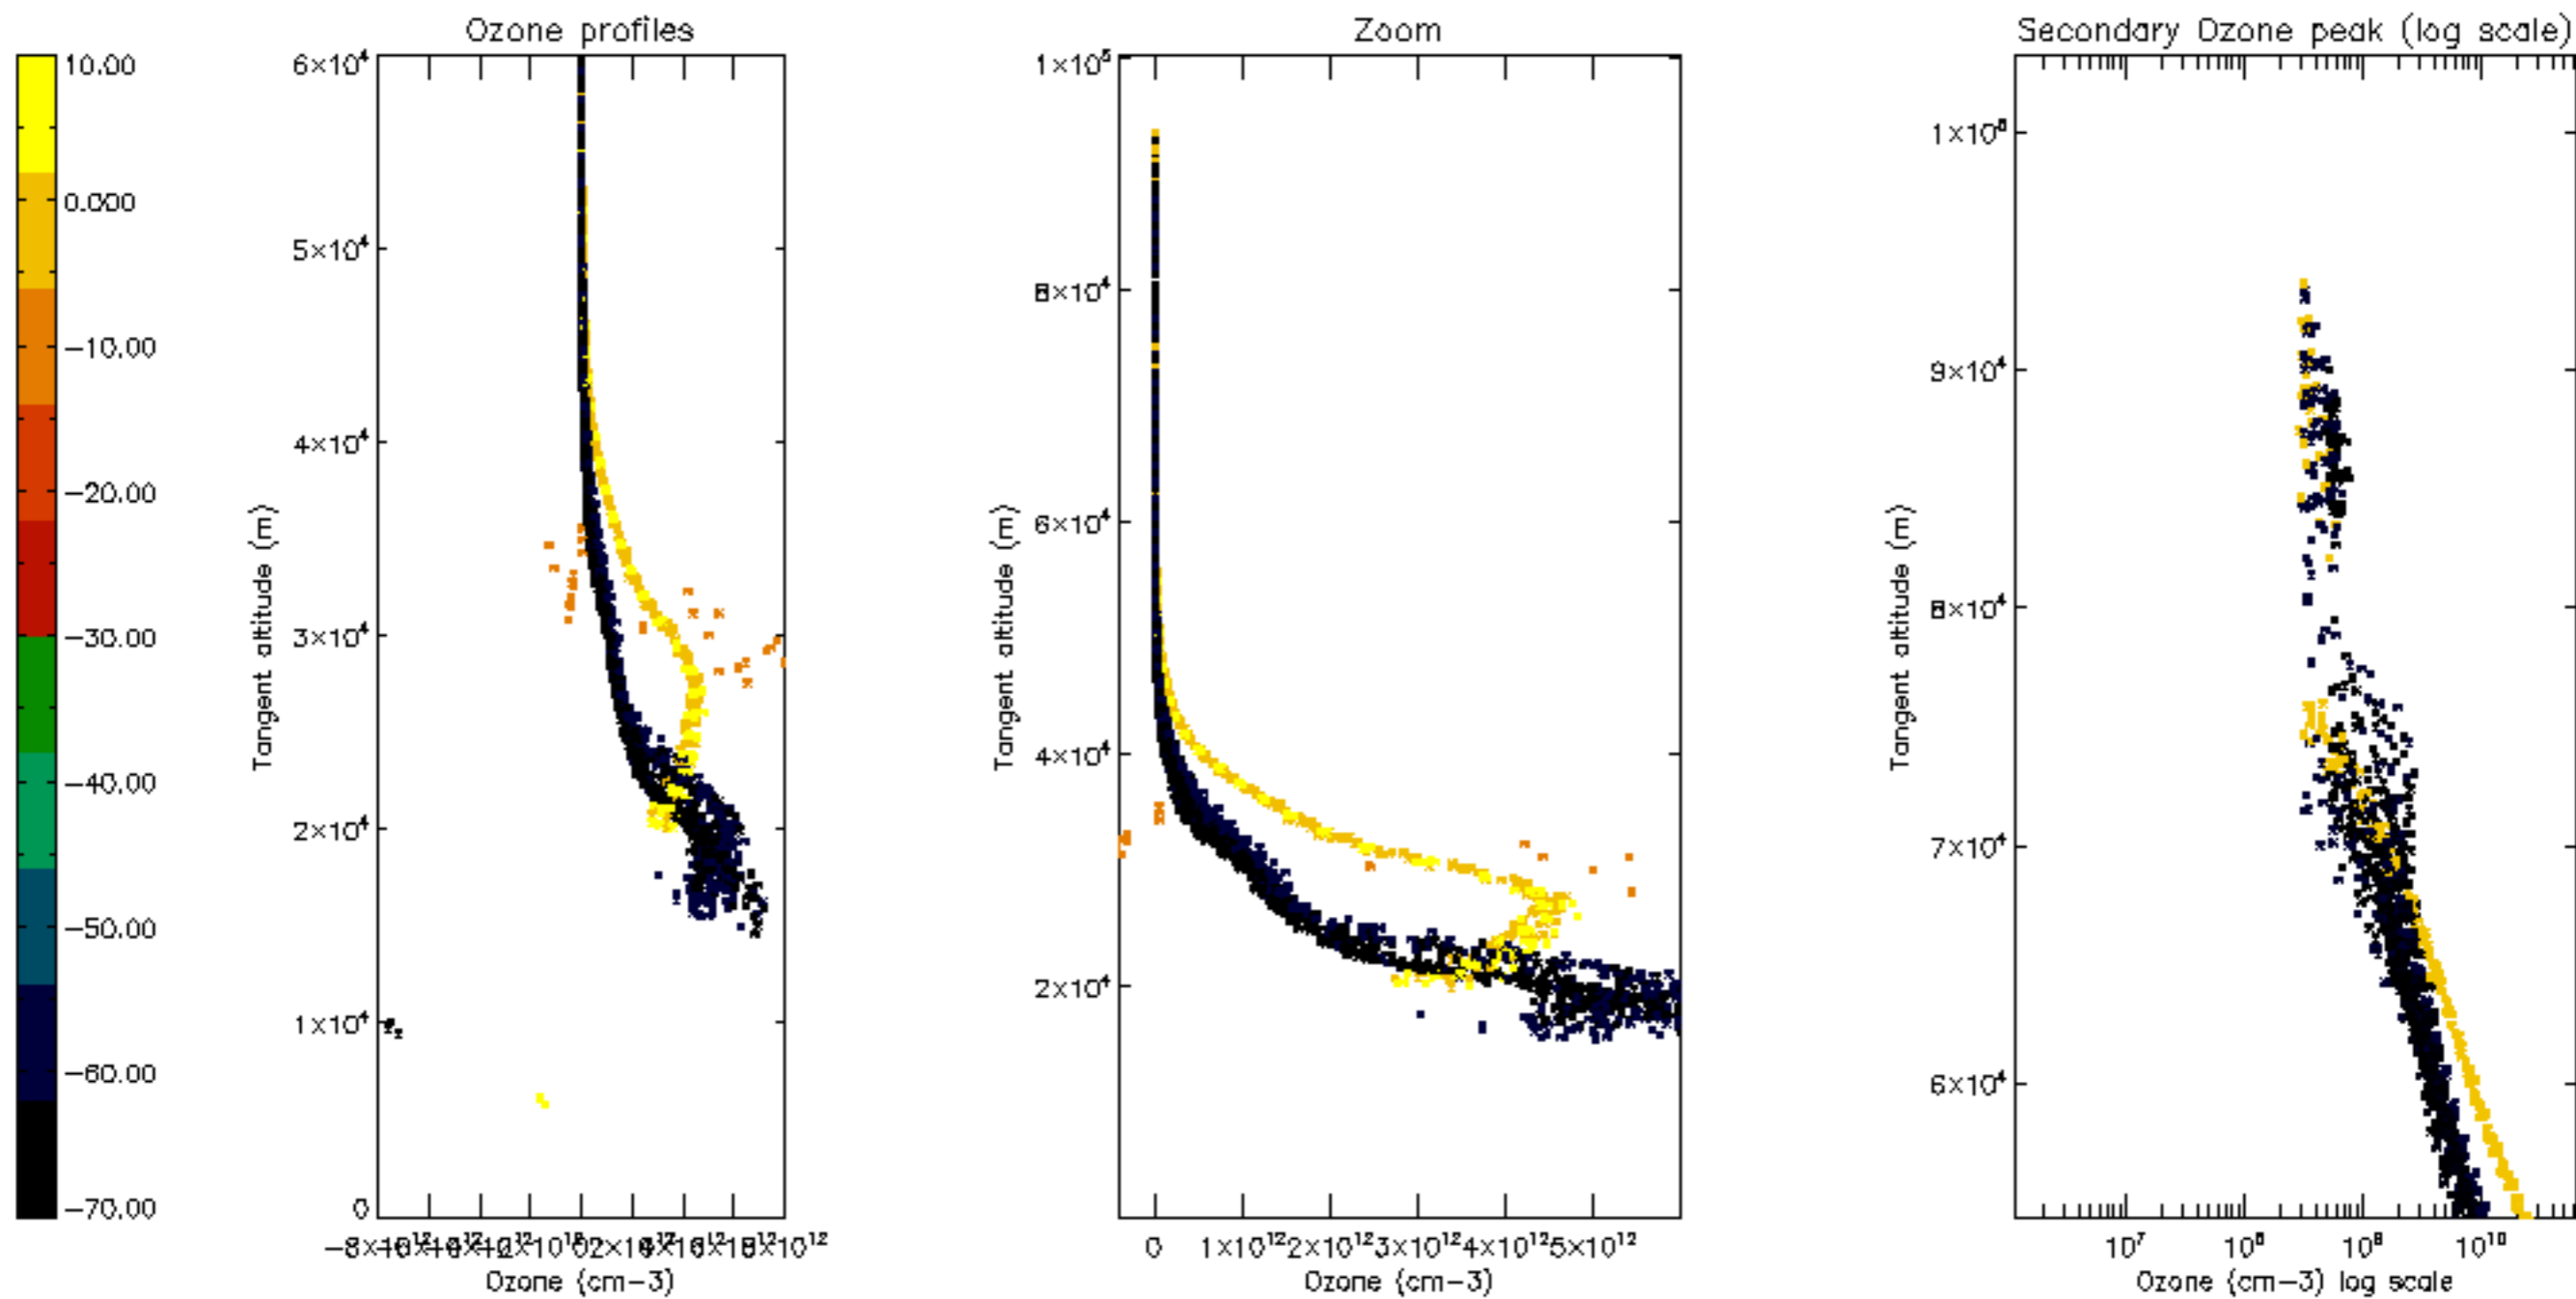 Ozone profiles
Zoom
Secondary Ozone peak (log scale)
10.00
0.000
−10.00
−20.00
−30.00
−40.00
−50.00
−60.00
−70.00
6×10⁴
5×10⁴
4×10⁴
3×10⁴
2×10⁴
1×10⁴
0
Tangent altitude (m)
Ozone (cm−3)
1×10⁵
8×10⁴
6×10⁴
4×10⁴
2×10⁴
Tangent altitude (m)
0 1×10¹² 2×10¹² 3×10¹² 4×10¹² 5×10¹²
Ozone (cm−3)
9×10⁴
8×10⁴
7×10⁴
6×10⁴
Tangent altitude (m)
10⁷ 10⁸ 10⁹ 10¹⁰
Ozone (cm−3) log scale